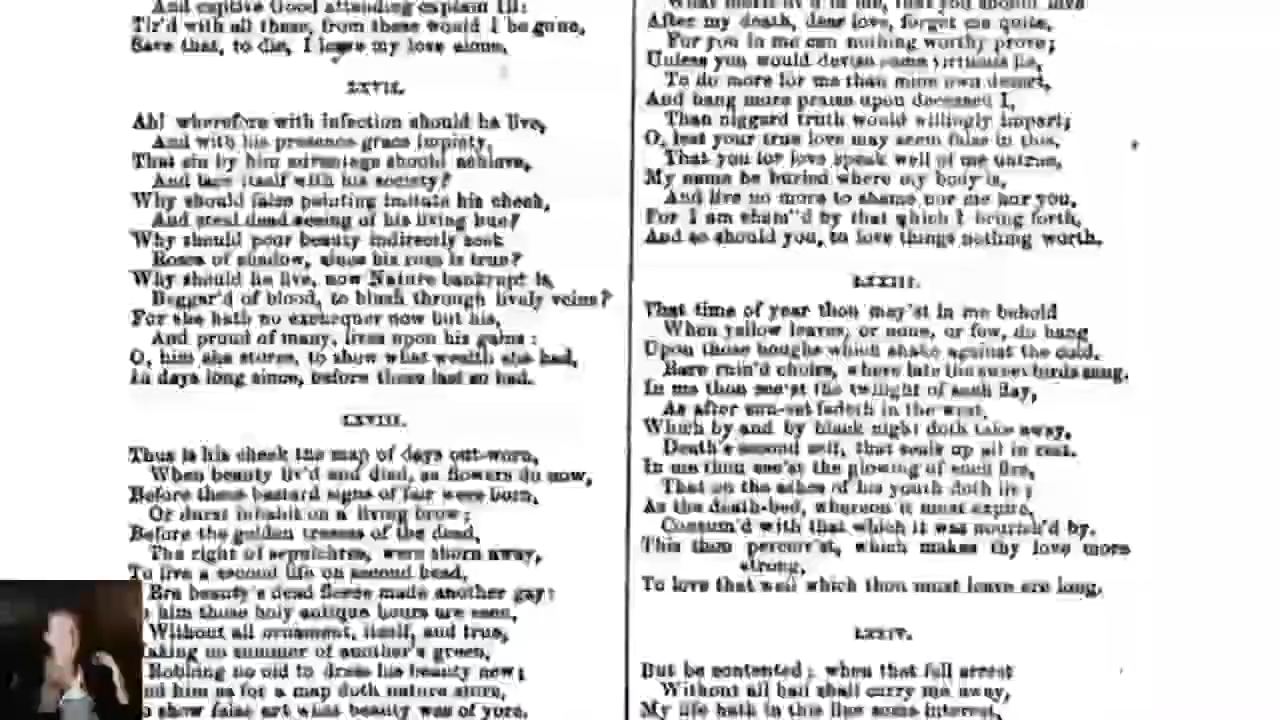 And captive Good attending captain Ill:
Tir'd with all these, from these would I be gone,
Save that, to die, I leave my love alone.
LXVII.
Ah! wherefore with infection should he live,
And with his presence grace impiety,
That sin by him advantage should achieve,
And lace itself with his society?
Why should false painting imitate his cheek,
And steal dead seeing of his living hue?
Why should poor beauty indirectly seek
Roses of shadow, since his rose is true?
Why should he live, now Nature bankrupt is,
Beggar'd of blood, to blush through lively veins?
For she hath no exchequer now but his,
And proud of many, lives upon his gains:
O, him she stores, to show what wealth she had,
In days long since, before these last so bad.
LXVIII.
Thus is his cheek the map of days out-worn,
When beauty liv'd and died, as flowers do now,
Before these bastard signs of fair were born,
Or durst inhabit on a living brow;
Before the golden tresses of the dead,
The right of sepulchres, were shorn away,
To live a second life on second head,
Ere beauty's dead fleece made another gay:
him those holy antique hours are seen,
Without all ornament, itself, and true,
no summer of another's green,
Robbing no old to dress his beauty new;
him as for a map doth nature store,
show false art what beauty was of yore.
What merit liv'd in me, that you should love
After my death, dear love, forget me quite,
For you in me can nothing worthy prove;
Unless you would devise some virtuous lie,
To do more for me than mine own desert,
And hang more praise upon deceased I,
Than niggard truth would willingly impart;
O, lest your true love may seem false in this,
That you for love speak well of me untrue,
My name be buried where my body is,
And live no more to shame nor me nor you.
For I am sham'd by that which I bring forth,
And so should you, to love things nothing worth.
LXXIII.
That time of year thou may'st in me behold
When yellow leaves, or none, or few, do hang
Upon those boughs which shake against the cold,
Bare ruin'd choirs, where late the sweet birds sang.
In me thou see'st the twilight of such day,
As after sun-set fadeth in the west,
Which by and by black night doth take away,
Death's second self, that seals up all in rest.
In me thou see'st the glowing of such fire,
That on the ashes of his youth doth lie;
As the death-bed, whereon it must expire,
Consum'd with that which it was nourish'd by.
This thou perceiv'st, which makes thy love more
strong,
To love that well which thou must leave ere long.
LXXIV.
But be contented: when that fell arrest
Without all bail shall carry me away,
My life hath in this line some interest,